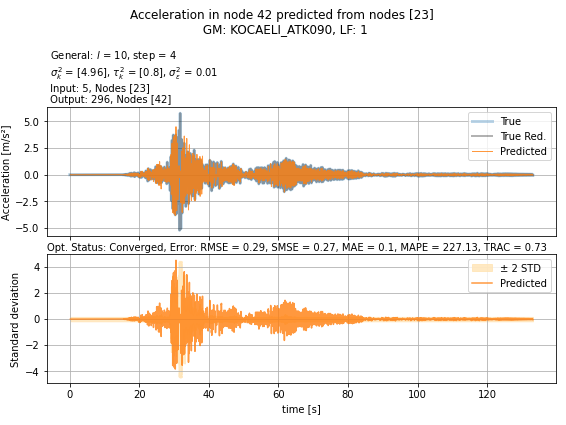 Acceleration in node 42 predicted from nodes [23]
GM: KOCAELI_ATK090, LF: 1
General: l = 10, step = 4
σ²ₖ = [4.96], τ²ₖ = [0.8], σ²ε = 0.01
Input: 5, Nodes [23]
Output: 296, Nodes [42]
Acceleration [m/s²]
5.0
2.5
0.0
−2.5
−5.0
True
True Red.
Predicted
Opt. Status: Converged, Error: RMSE = 0.29, SMSE = 0.27, MAE = 0.1, MAPE = 227.13, TRAC = 0.73
Standard deviation
4
2
0
−2
−4
± 2 STD
Predicted
0 20 40 60 80 100 120
time [s]